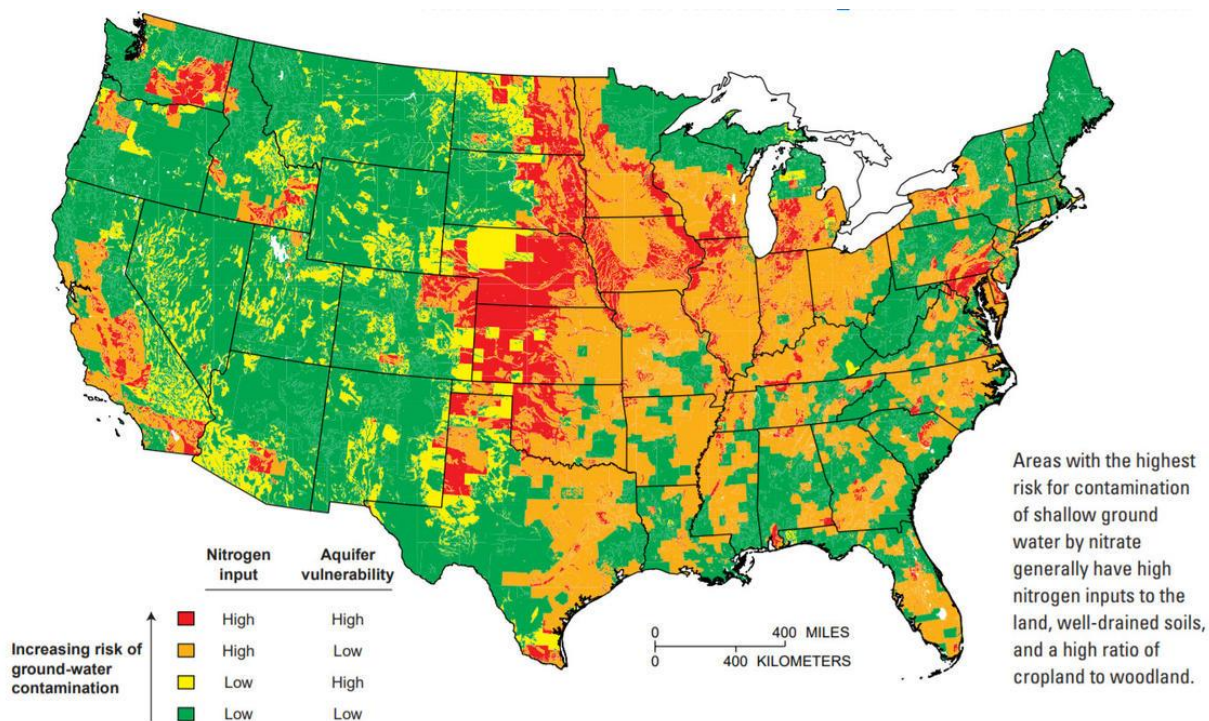 Nitrogen input Aquifer vulnerability
High High
High Low
Low High
Low Low
Increasing risk of
ground-water
contamination
0 400 MILES
0 400 KILOMETERS
Areas with the highest
risk for contamination
of shallow ground
water by nitrate
generally have high
nitrogen inputs to the
land, well-drained soils,
and a high ratio of
cropland to woodland.